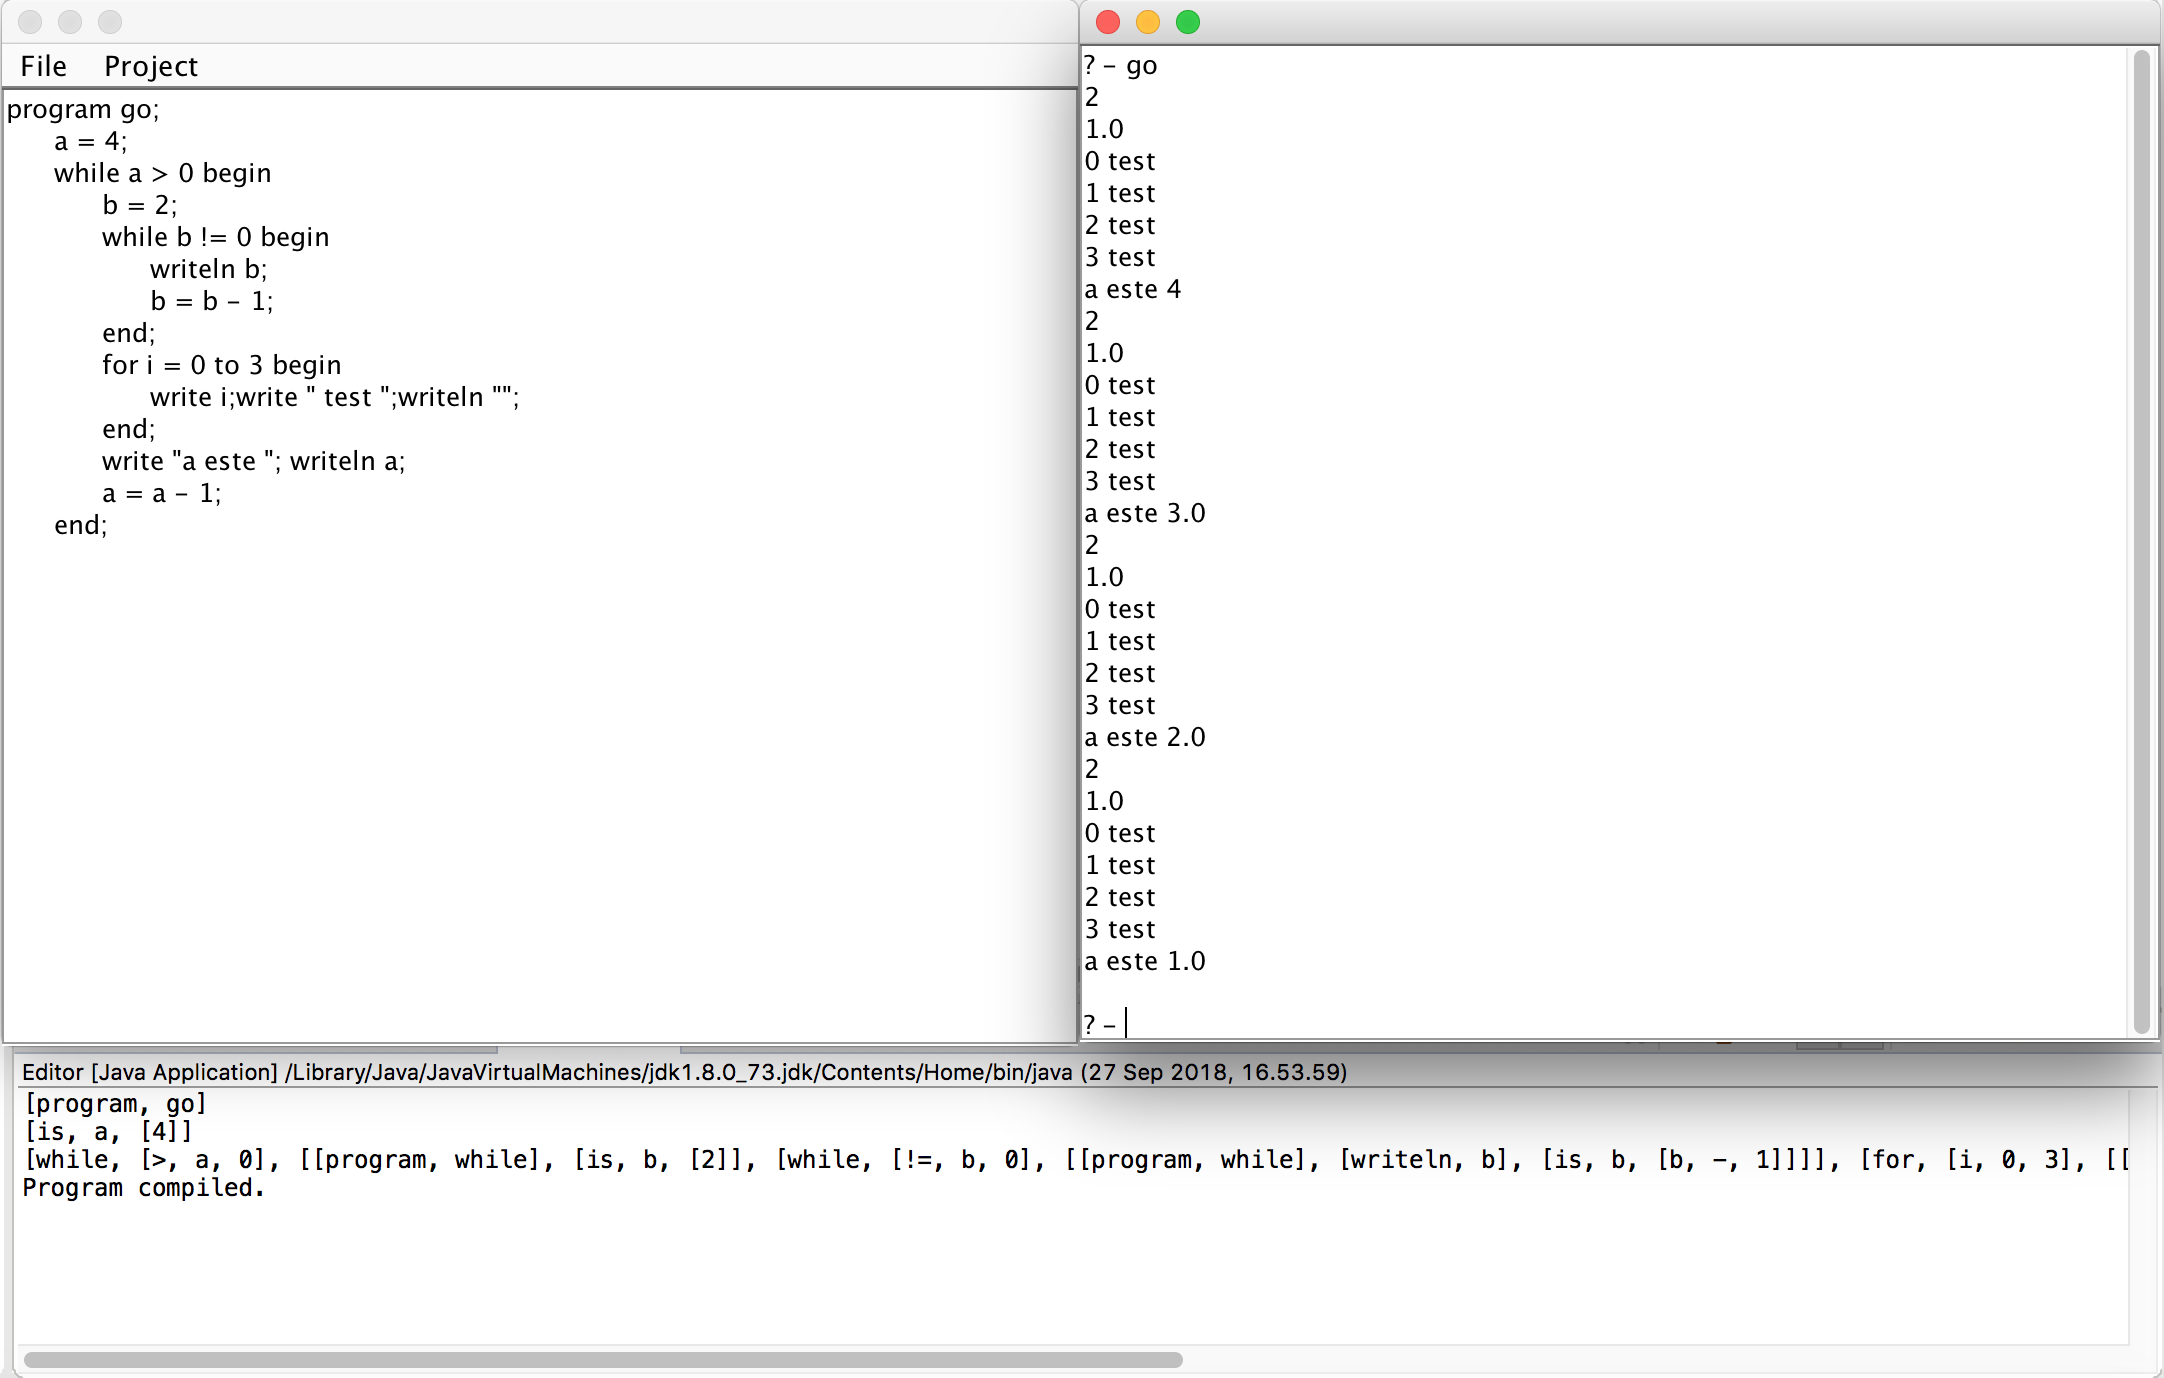 File Project
program go;
a = 4;
while a > 0 begin
b = 2;
while b != 0 begin
writeln b;
b = b - 1;
end;
for i = 0 to 3 begin
write i;write " test ";writeln "";
end;
write "a este "; writeln a;
a = a - 1;
end;
? - go
2
1.0
0 test
1 test
2 test
3 test
a este 4
2
1.0
0 test
1 test
2 test
3 test
a este 3.0
2
1.0
0 test
1 test
2 test
3 test
a este 2.0
2
1.0
0 test
1 test
2 test
3 test
a este 1.0
? -
Editor [Java Application] /Library/Java/JavaVirtualMachines/jdk1.8.0_73.jdk/Contents/Home/bin/java (27 Sep 2018, 16.53.59)
[program, go]
[is, a, [4]]
[while, [>, a, 0], [[program, while], [is, b, [2]], [while, [!=, b, 0], [[program, while], [writeln, b], [is, b, [b, -, 1]]]], [for, [i, 0, 3], [[
Program compiled.